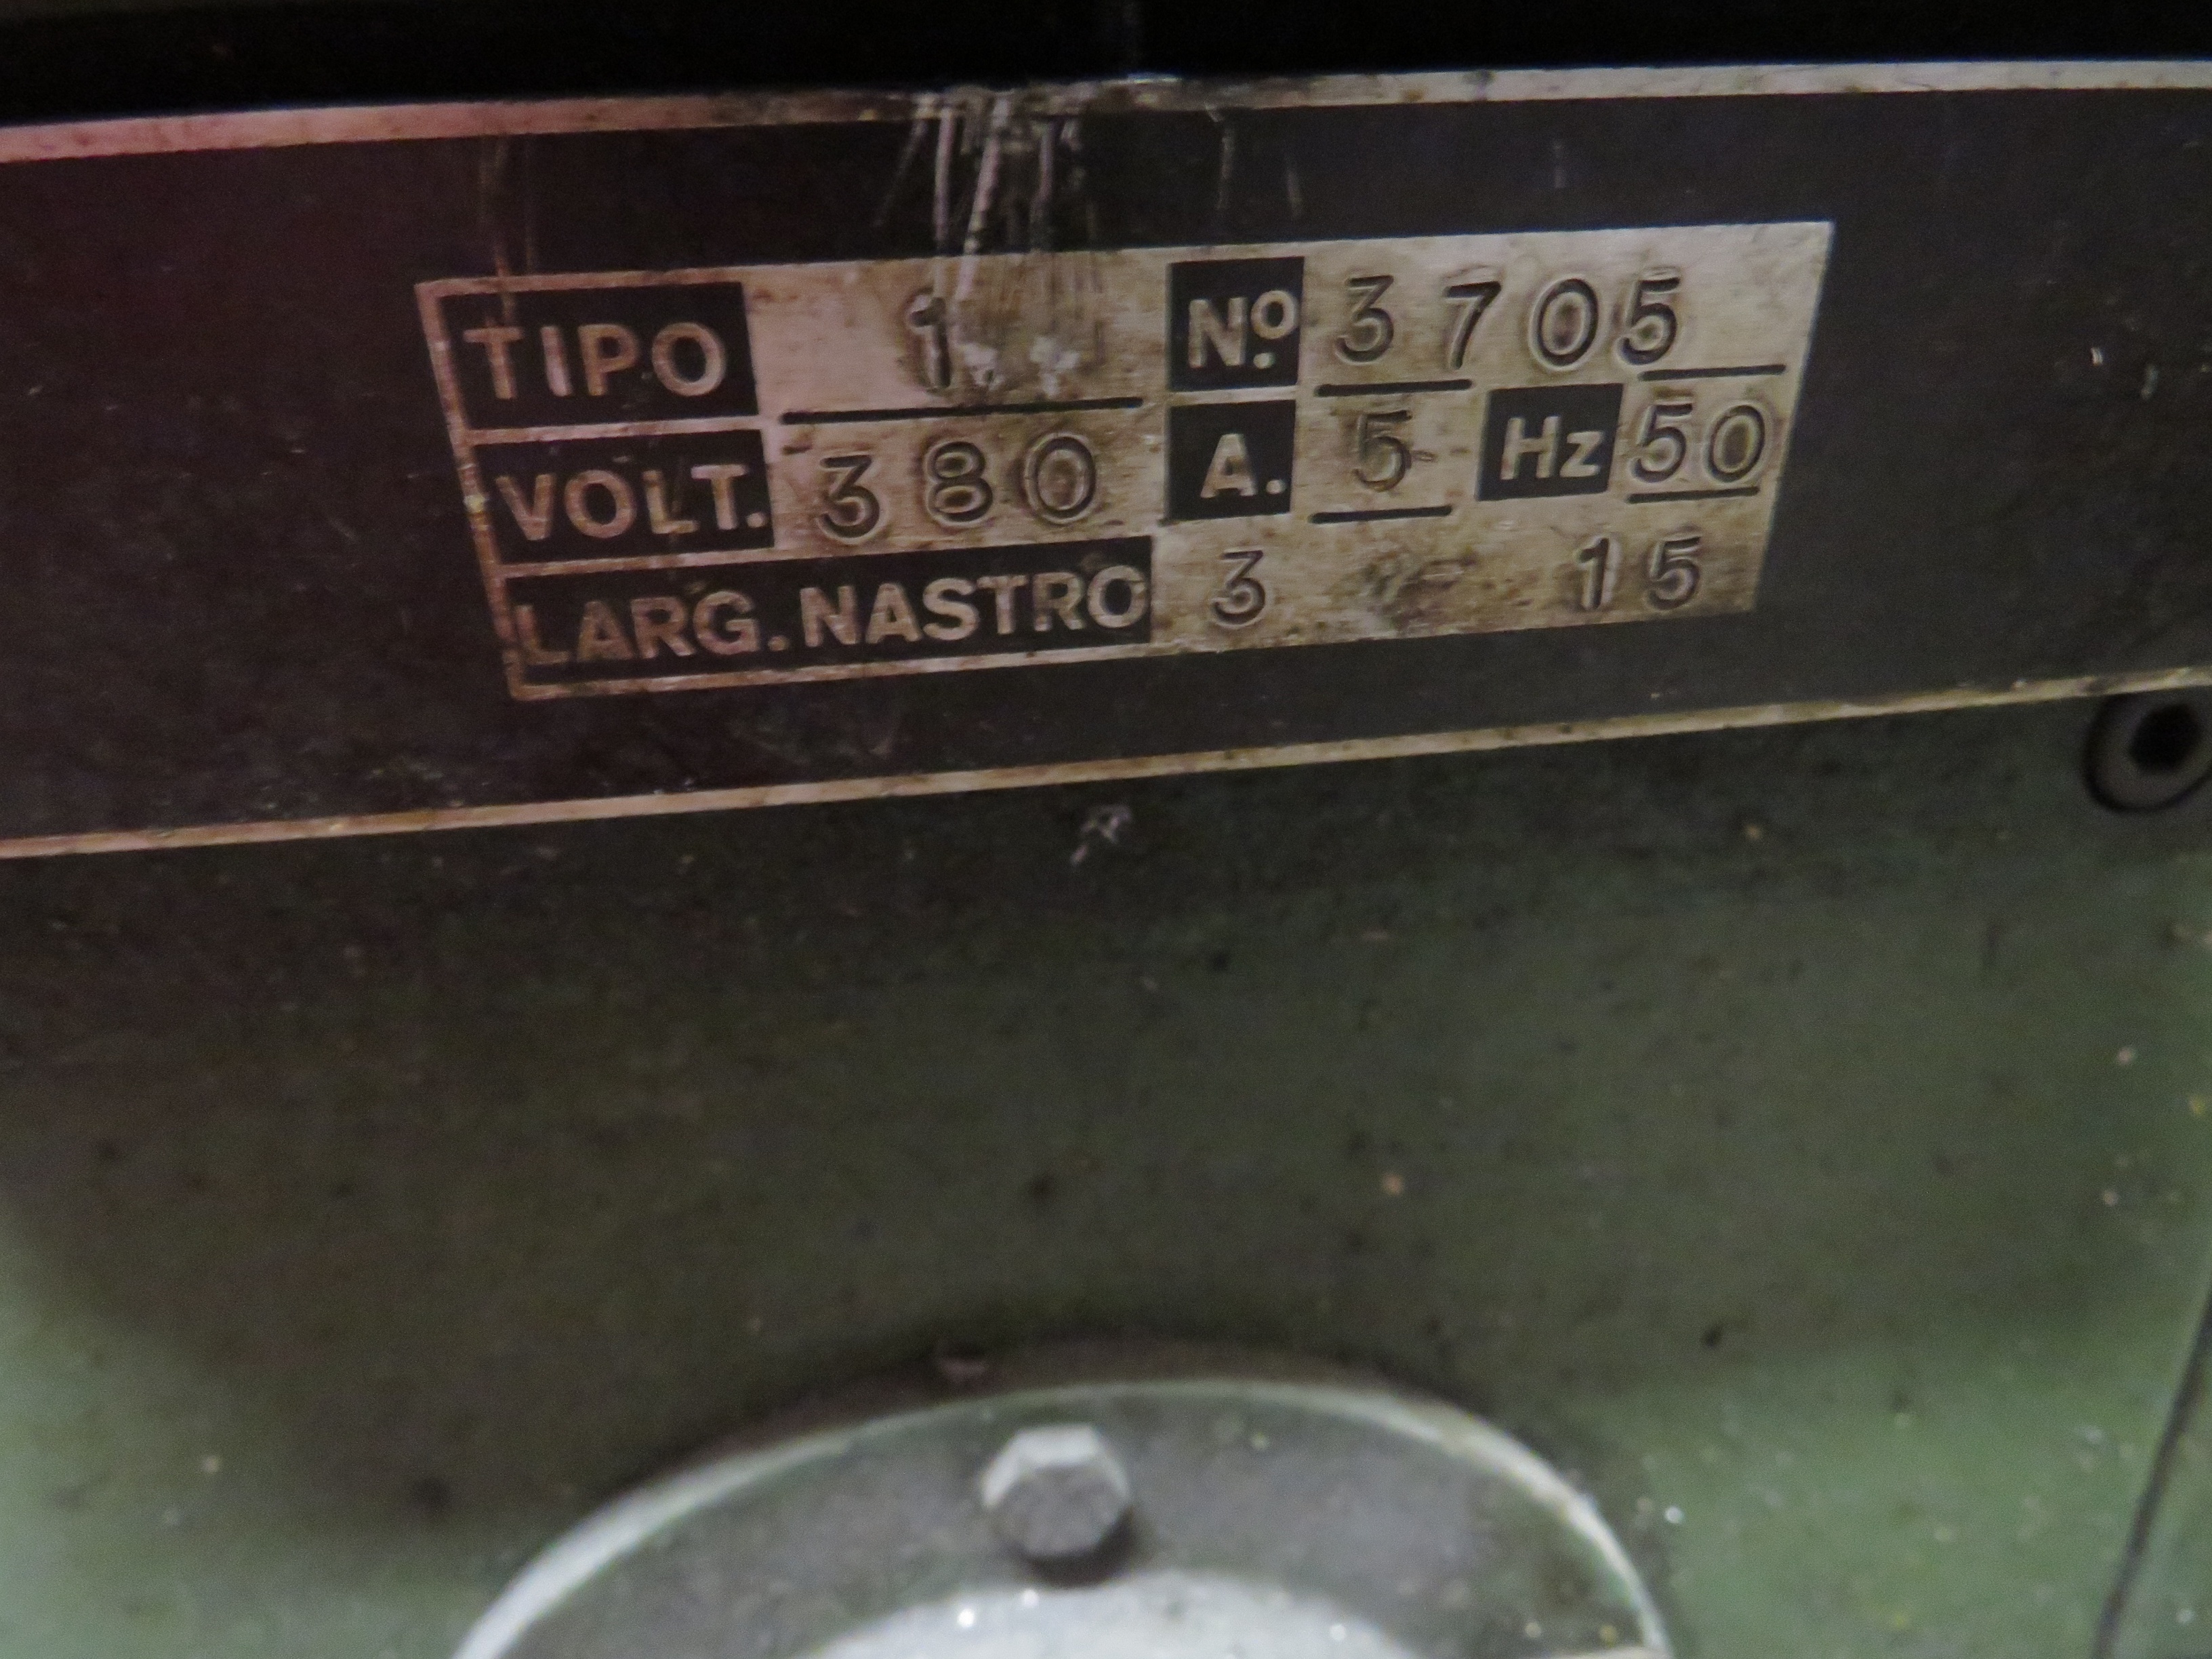 TIPO 1 Nº. 3705
VOLT. 380 A. 5 Hz 50
LARG. NASTRO 3 15